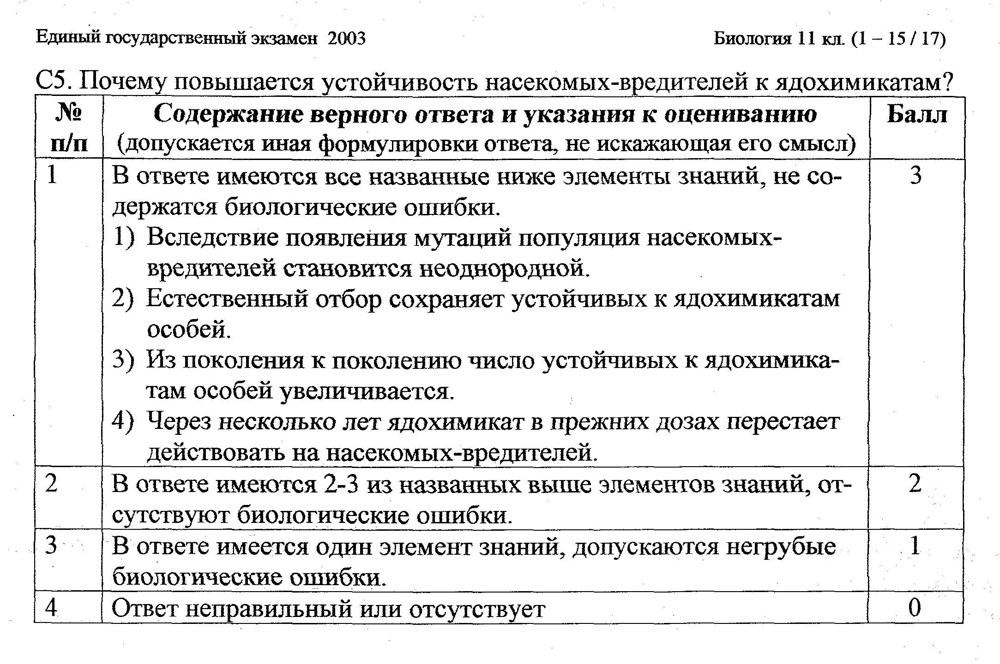 Единый государственный экзамен 2003
Биология 11 кл. (1 – 15 / 17)
С5. Почему повышается устойчивость насекомых-вредителей к ядохимикатам?
№ п/п
Содержание верного ответа и указания к оцениванию
(допускается иная формулировки ответа, не искажающая его смысл)
Балл
1
В ответе имеются все названные ниже элементы знаний, не со-
держатся биологические ошибки.
1) Вследствие появления мутаций популяция насекомых-
вредителей становится неоднородной.
2) Естественный отбор сохраняет устойчивых к ядохимикатам
особей.
3) Из поколения к поколению число устойчивых к ядохимика-
там особей увеличивается.
4) Через несколько лет ядохимикат в прежних дозах перестает
действовать на насекомых-вредителей.
3
2
В ответе имеются 2-3 из названных выше элементов знаний, от-
сутствуют биологические ошибки.
2
3
В ответе имеется один элемент знаний, допускаются негрубые
биологические ошибки.
1
4
Ответ неправильный или отсутствует
0